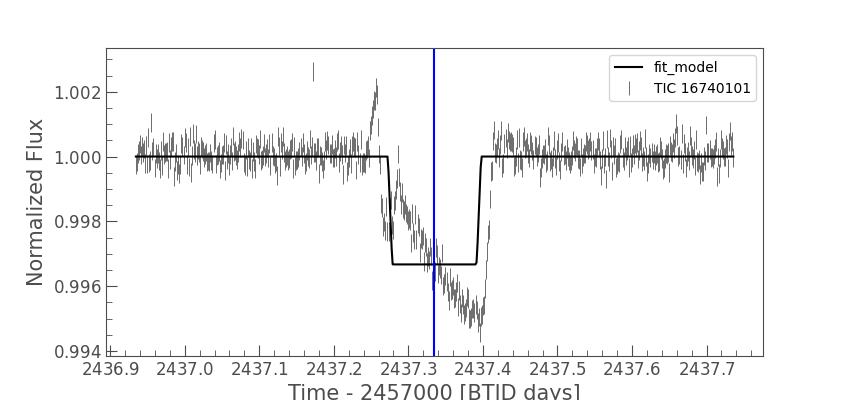 fit_model
TIC 16740101
1.002
1.000
0.998
0.996
0.994
Normalized Flux
2436.9 2437.0 2437.1 2437.2 2437.3 2437.4 2437.5 2437.6 2437.7
Time - 2457000 [BTJD days]